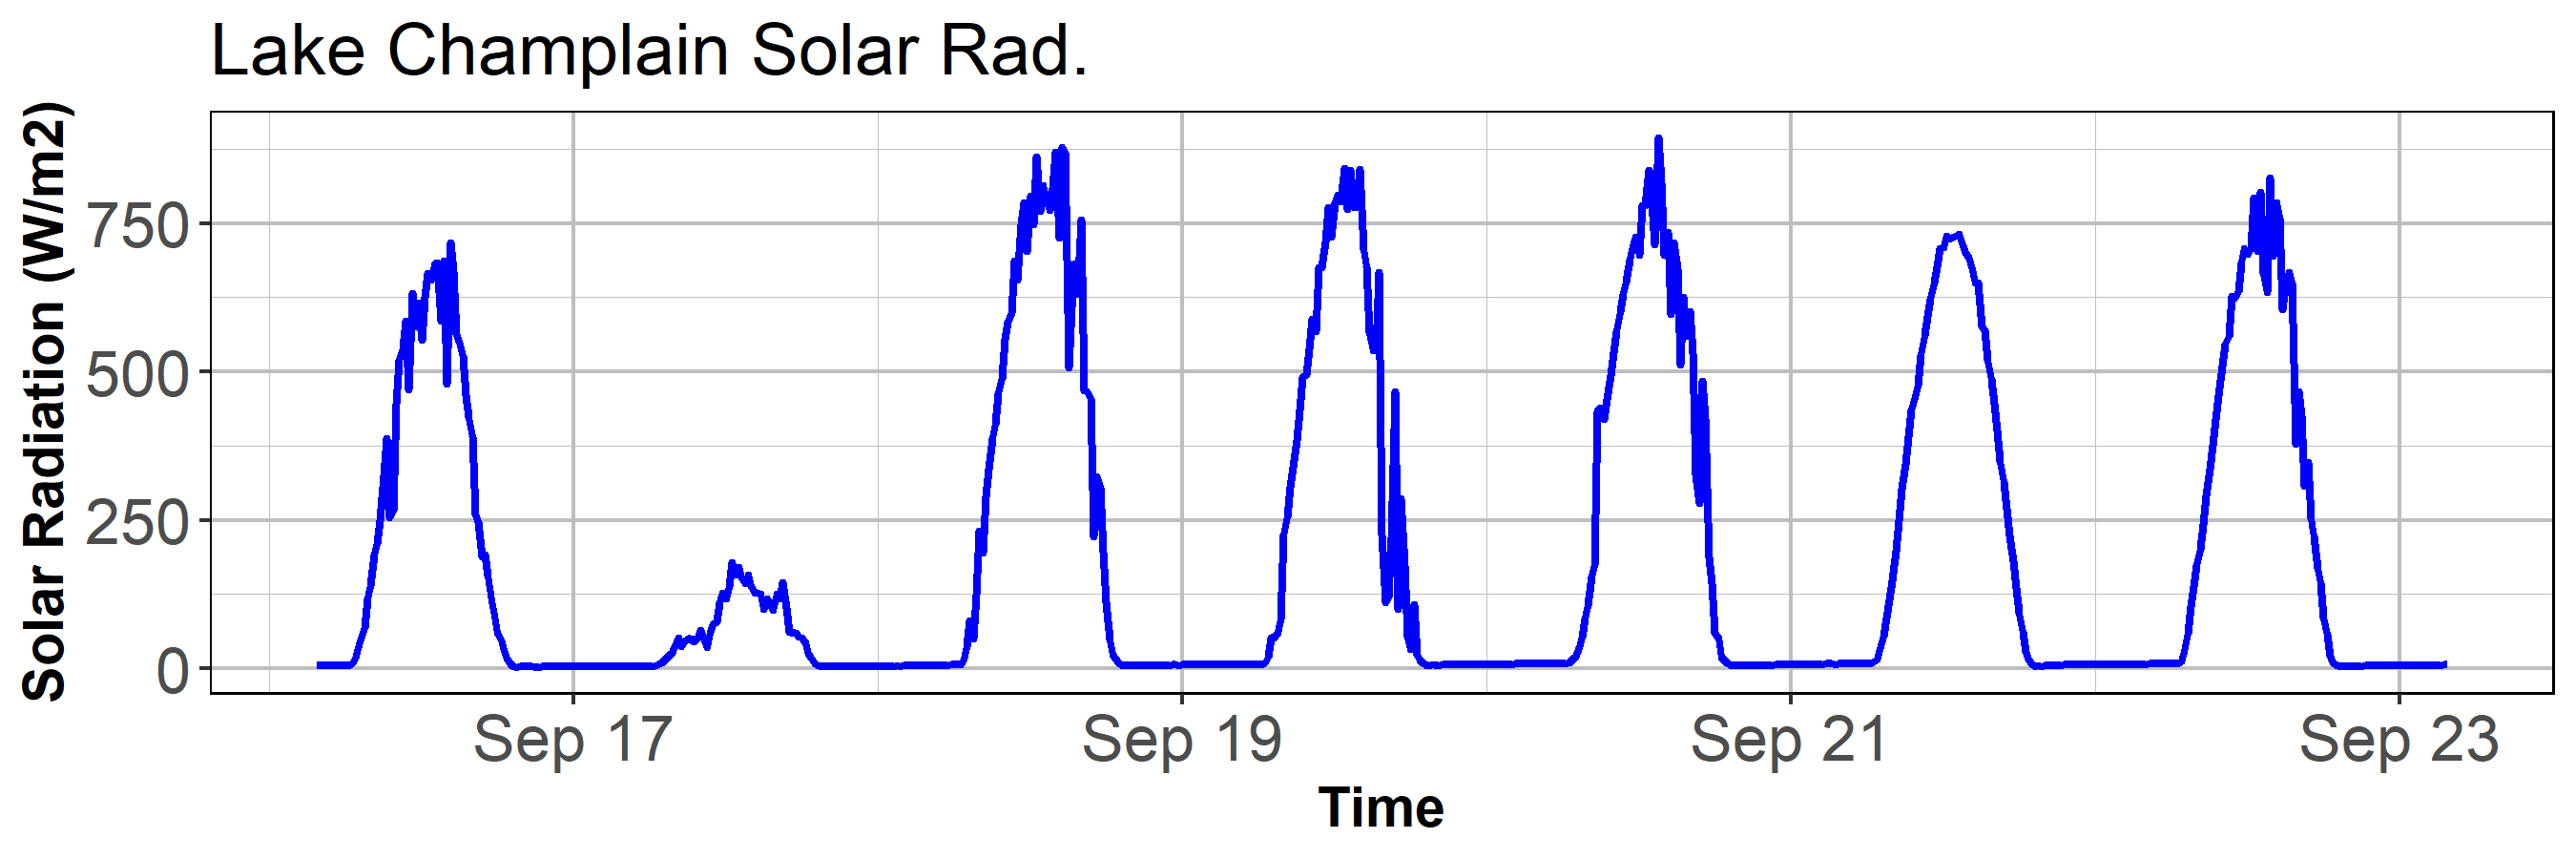 Lake Champlain Solar Rad.
Solar Radiation (W/m2)
750
500
250
0
Sep 17 Sep 19 Sep 21 Sep 23
Time